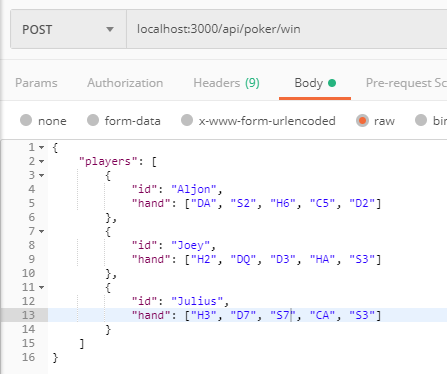 POST localhost:3000/api/poker/win
Params Authorization Headers (9) Body Pre-request Sc
none form-data x-www-form-urlencoded raw bin
1 {
2 "players": [
3 {
4 "id": "Aljon",
5 "hand": ["DA", "S2", "H6", "C5", "D2"]
6 },
7 {
8 "id": "Joey",
9 "hand": ["H2", "DQ", "D3", "HA", "S3"]
10 },
11 {
12 "id": "Julius",
13 "hand": ["H3", "D7", "S7", "CA", "S3"]
14 }
15 ]
16 }